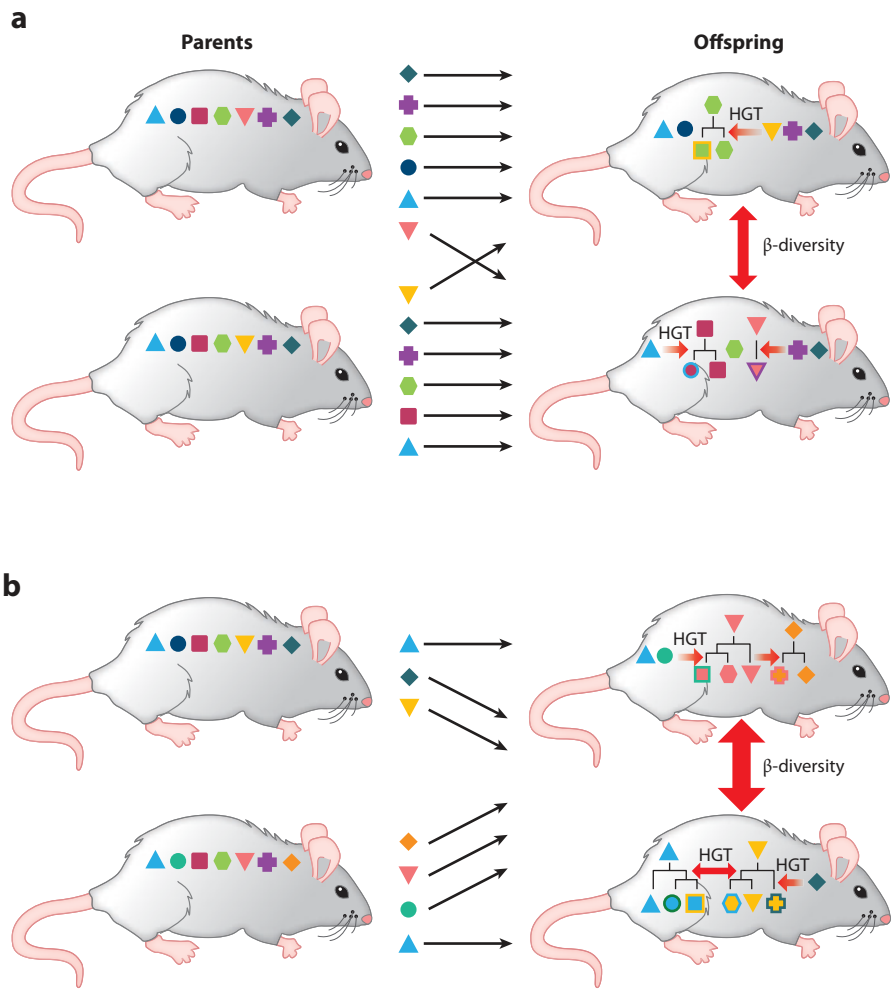 a
Parents
Offspring
HGT
β-diversity
HGT
b
HGT
β-diversity
HGT
HGT